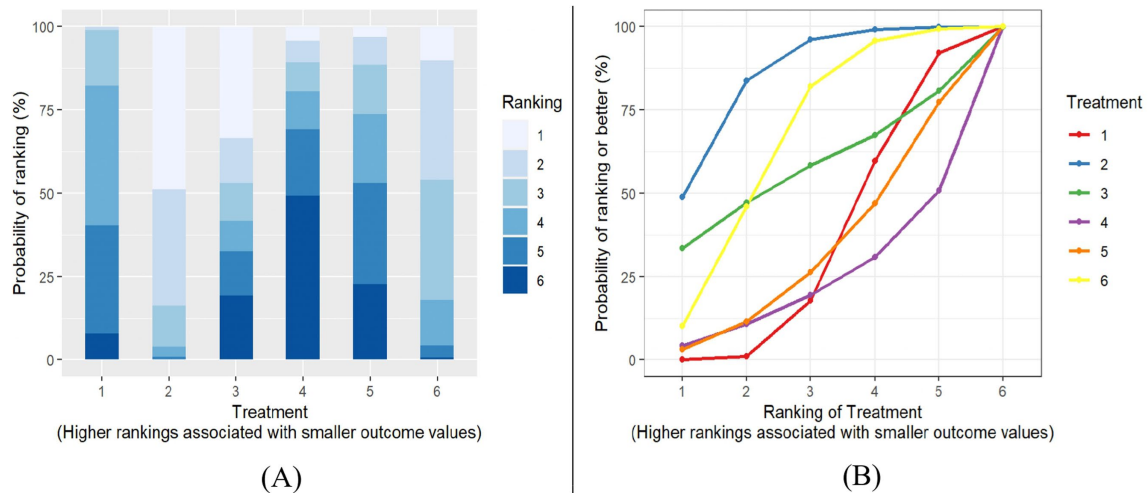 Probability of ranking (%)
100
75
50
25
0
1 2 3 4 5 6
Treatment
(Higher rankings associated with smaller outcome values)
Ranking
1
2
3
4
5
6
(A)
Probability of ranking or better (%)
100
75
50
25
0
1 2 3 4 5 6
Ranking of Treatment
(Higher rankings associated with smaller outcome values)
Treatment
1
2
3
4
5
6
(B)